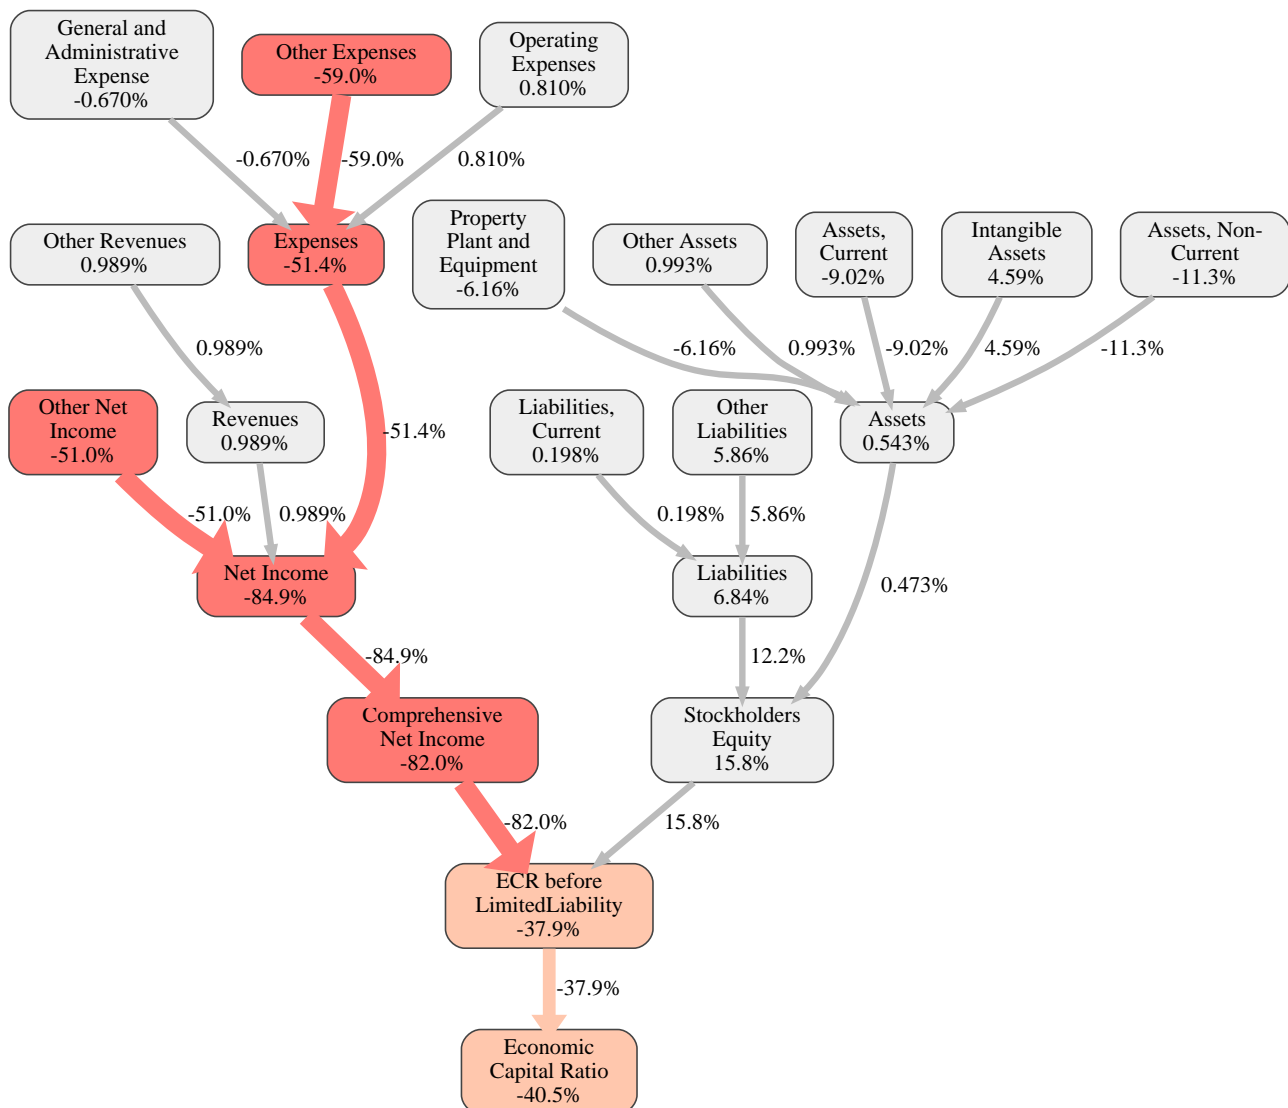 General and
Administrative
Expense
-0.670%
Other Expenses
-59.0%
Operating
Expenses
0.810%
-0.670%
-59.0%
0.810%
Other Revenues
0.989%
Expenses
-51.4%
Property
Plant and
Equipment
-6.16%
Other Assets
0.993%
Assets,
Current
-9.02%
Intangible
Assets
4.59%
Assets, Non-
Current
-11.3%
0.989%
-6.16%
0.993%
-9.02%
4.59%
-11.3%
Other Net
Income
-51.0%
Revenues
0.989%
-51.4%
Liabilities,
Current
0.198%
Other
Liabilities
5.86%
Assets
0.543%
-51.0%
0.989%
0.198%
5.86%
Net Income
-84.9%
Liabilities
6.84%
0.473%
-84.9%
12.2%
Comprehensive
Net Income
-82.0%
Stockholders
Equity
15.8%
-82.0%
15.8%
ECR before
LimitedLiability
-37.9%
-37.9%
Economic
Capital Ratio
-40.5%